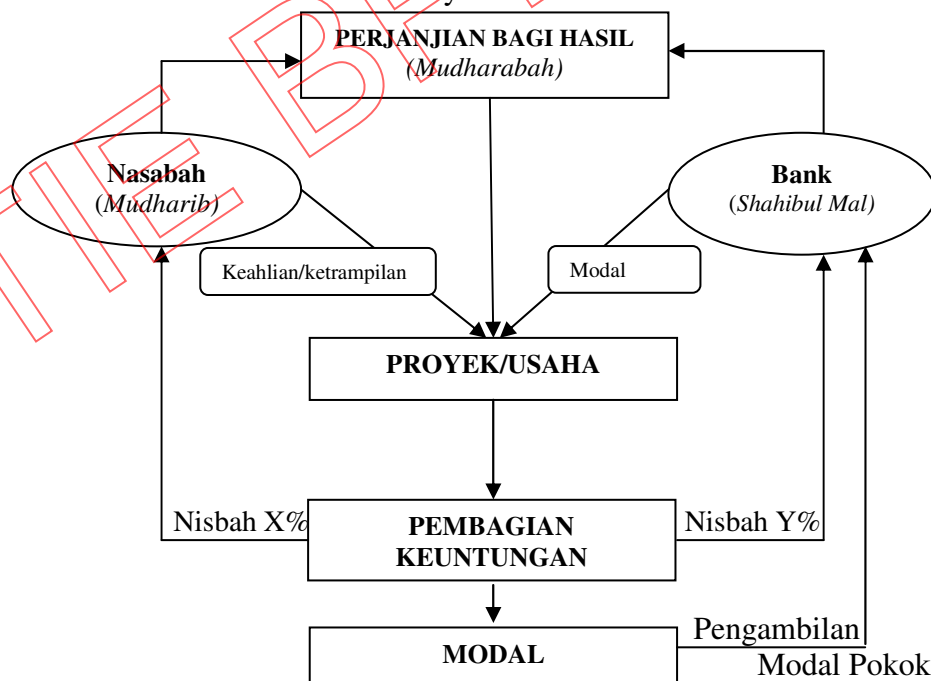 PERJANJIAN BAGI HASIL
(Mudharabah)
Nasabah
(Mudharib)
Bank
(Shahibul Mal)
Keahlian/ketrampilan
Modal
PROYEK/USAHA
Nisbah X%
PEMBAGIAN
KEUNTUNGAN
Nisbah Y%
MODAL
Pengambilan
Modal Pokok